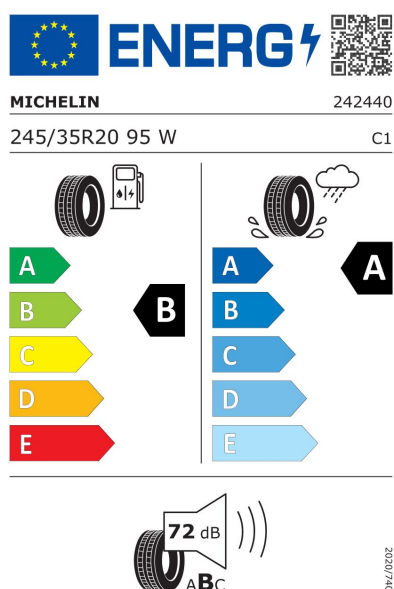 ENERG
MICHELIN 242440
245/35R20 95 W C1
A A
B B
B
C C
D D
E E
A
72 dB
ABC
2020/740